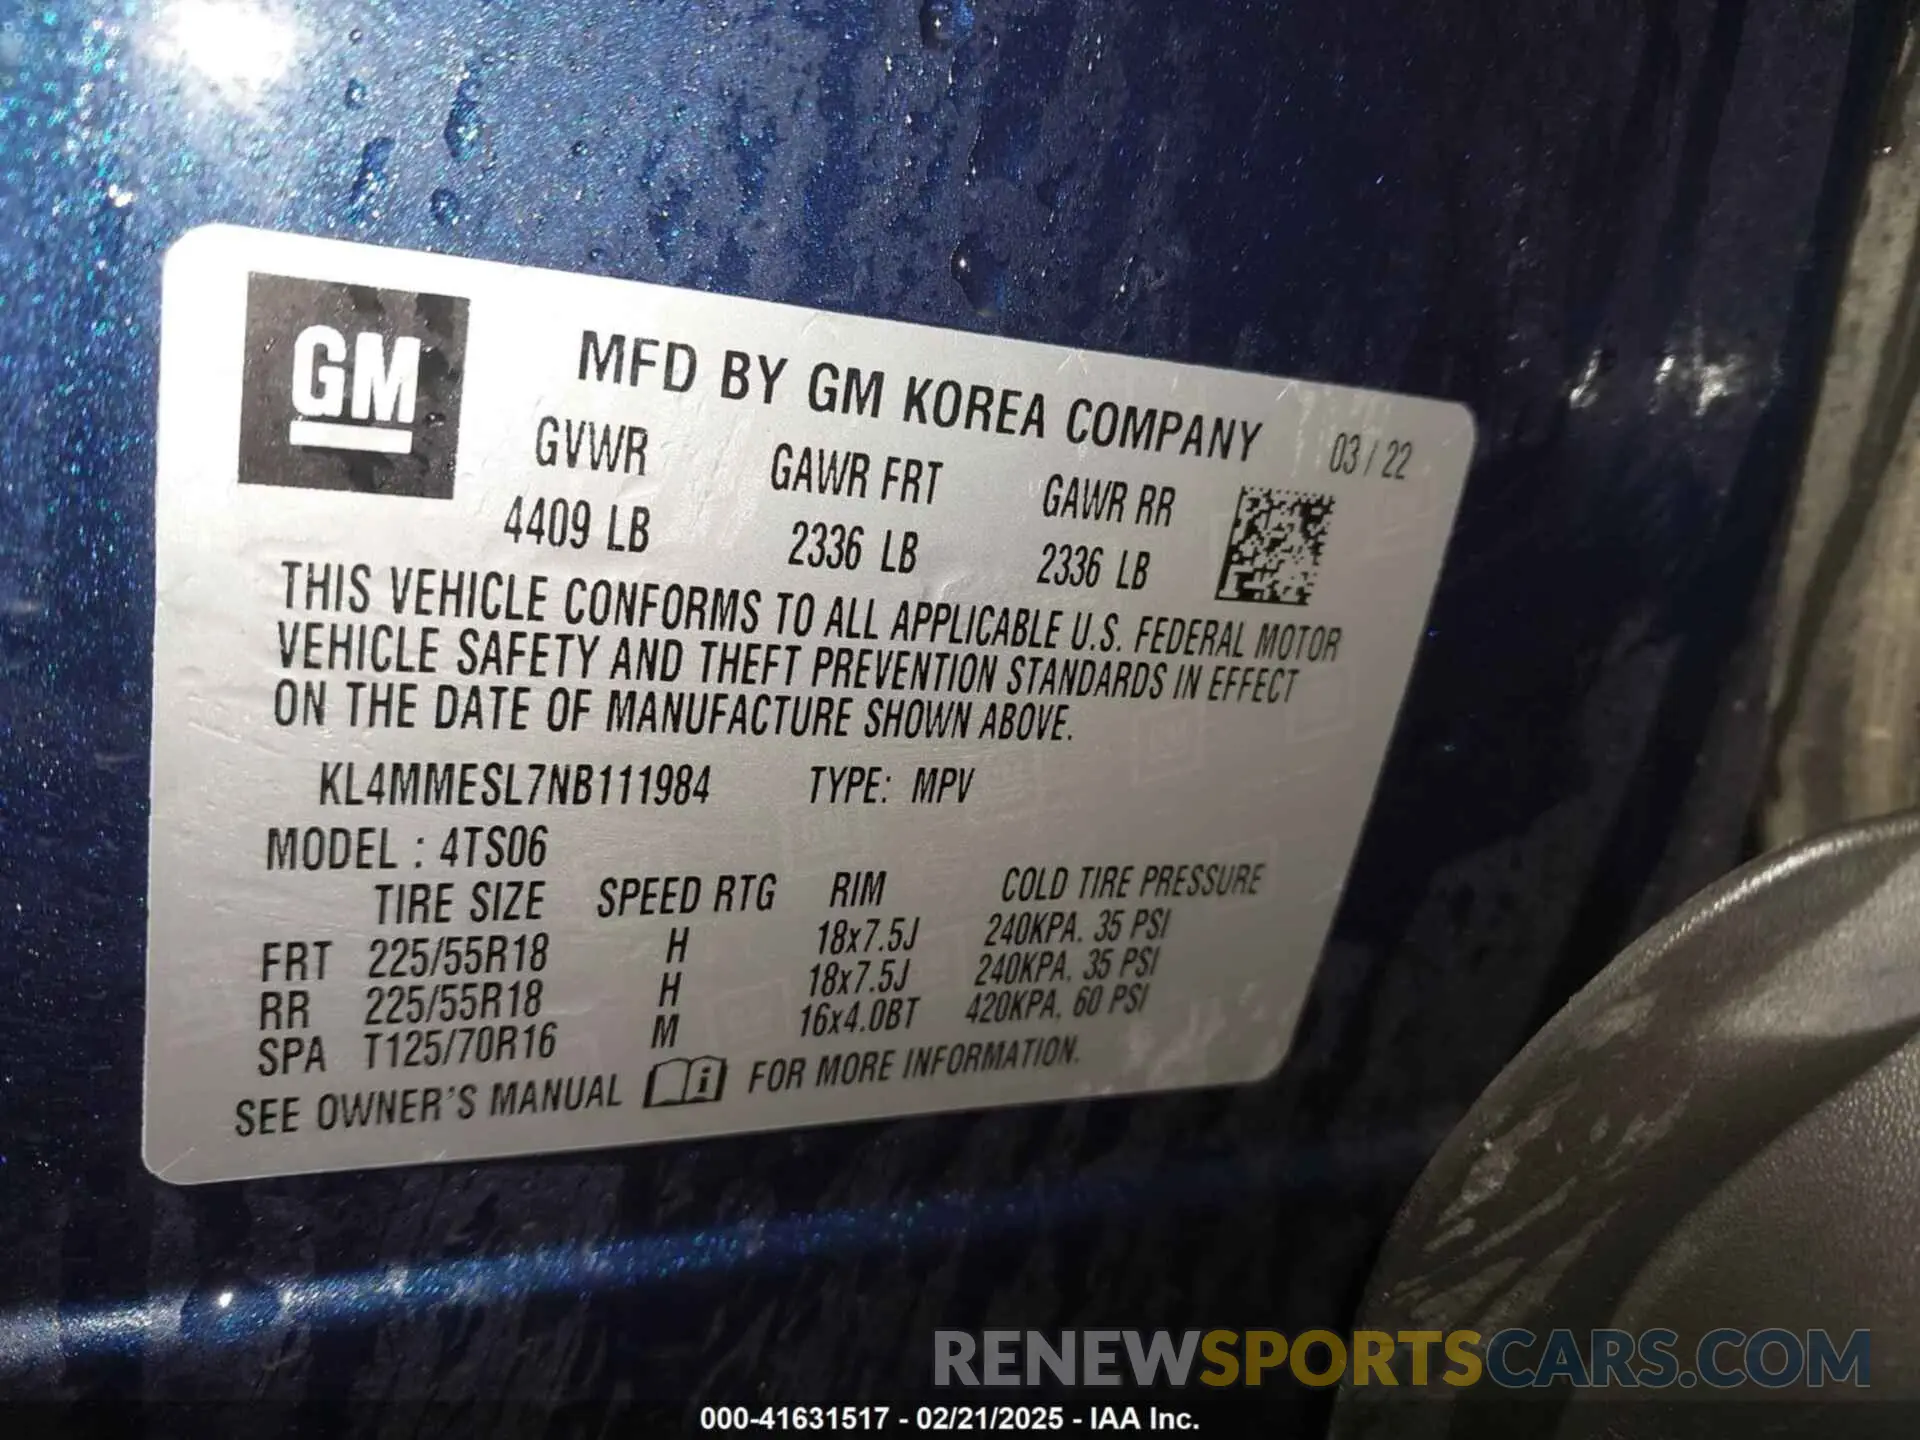 GM
MFD BY GM KOREA COMPANY 03 / 22
GVWR GAWR FRT GAWR RR
4409 LB 2336 LB 2336 LB
THIS VEHICLE CONFORMS TO ALL APPLICABLE U.S. FEDERAL MOTOR
VEHICLE SAFETY AND THEFT PREVENTION STANDARDS IN EFFECT
ON THE DATE OF MANUFACTURE SHOWN ABOVE.
KL4MMESL7NB111984 TYPE: MPV
MODEL : 4TS06
TIRE SIZE SPEED RTG RIM COLD TIRE PRESSURE
FRT 225/55R18 H 18x7.5J 240KPA. 35 PSI
RR 225/55R18 H 18x7.5J 240KPA, 35 PSI
SPA T125/70R16 M 16x4.0BT 420KPA, 60 PSI
SEE OWNER'S MANUAL i FOR MORE INFORMATION.
RENEWSPORTSCARS.COM
000-41631517 - 02/21/2025 - IAA Inc.